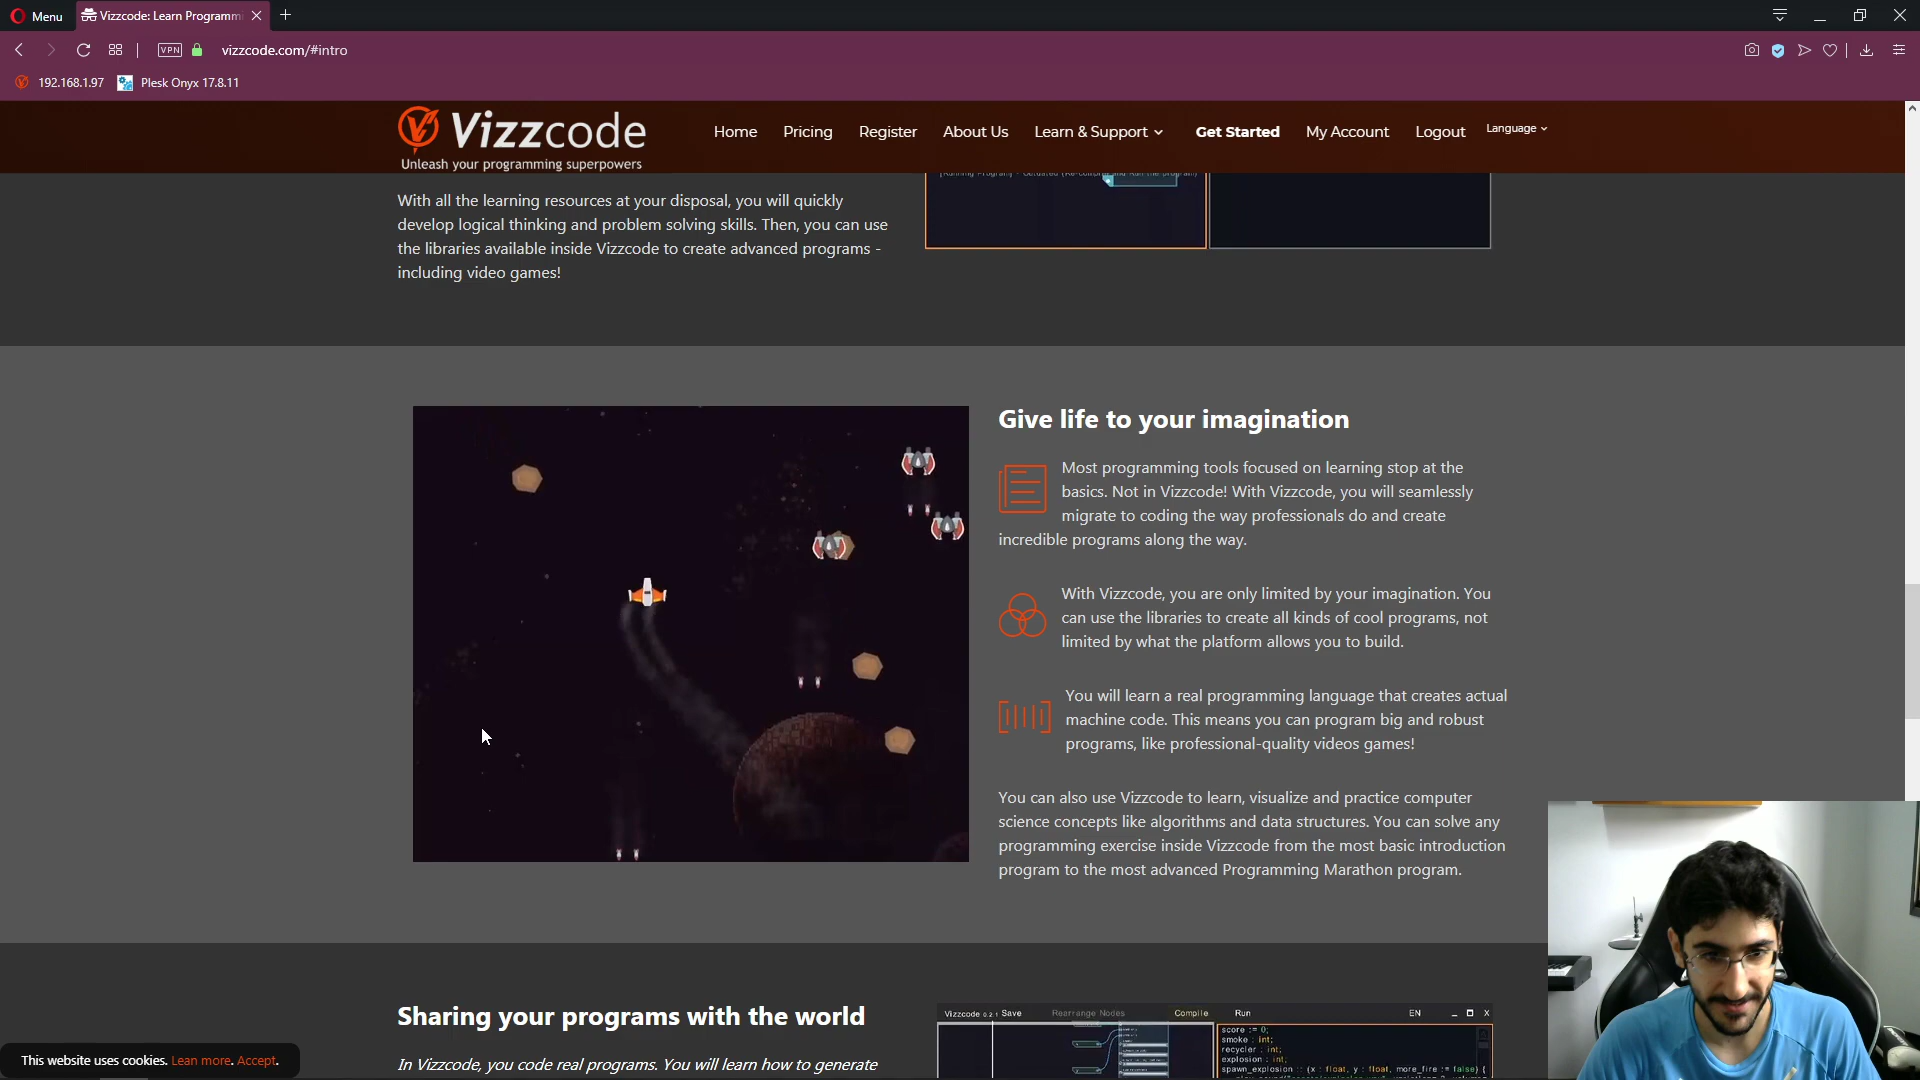 Menu
Vizzcode: Learn Programm
VPN
vizzcode.com/#intro
192.168.1.97
Plesk Onyx 17.8.11
Vizzcode
Unleash your programming superpowers
Home
Pricing
Register
About Us
Learn & Support
Get Started
My Account
Logout
Language
With all the learning resources at your disposal, you will quickly
develop logical thinking and problem solving skills. Then, you can use
the libraries available inside Vizzcode to create advanced programs -
including video games!
Give life to your imagination
Most programming tools focused on learning stop at the
basics. Not in Vizzcode! With Vizzcode, you will seamlessly
migrate to coding the way professionals do and create
incredible programs along the way.
With Vizzcode, you are only limited by your imagination. You
can use the libraries to create all kinds of cool programs, not
limited by what the platform allows you to build.
You will learn a real programming language that creates actual
machine code. This means you can program big and robust
programs, like professional-quality videos games!
You can also use Vizzcode to learn, visualize and practice computer
science concepts like algorithms and data structures. You can solve any
programming exercise inside Vizzcode from the most basic introduction
program to the most advanced Programming Marathon program.
Sharing your programs with the world
In Vizzcode, you code real programs. You will learn how to generate
Vizzcode 0.2.1 Save
Rearrange Nodes
Compile
Run
EN
score := 0;
smoke : int;
recycler : int;
explosion : int;
spawn_explosion :: (x : float, y : float, more_fire := false)
This website uses cookies. Learn more. Accept.